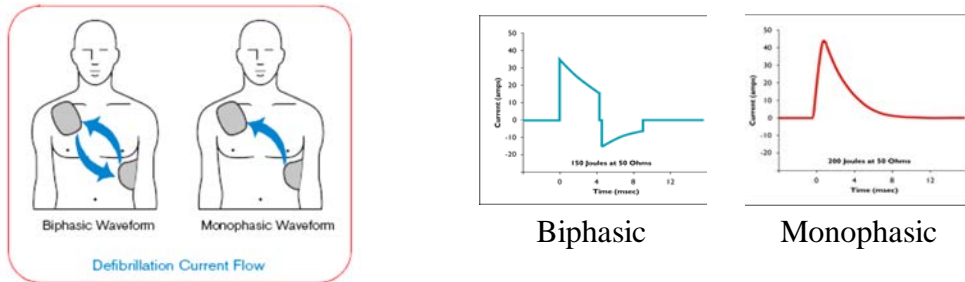 Biphasic Waveform
Monophasic Waveform
Defibrillation Current Flow
50
40
30
20
10
0
-10
-20
Current (amps)
150 Joules at 50 Ohms
0
4
8
12
Time (msec)
Biphasic
50
40
30
20
10
0
-10
-20
Current (amps)
200 Joules at 50 Ohms
0
4
8
12
Time (msec)
Monophasic